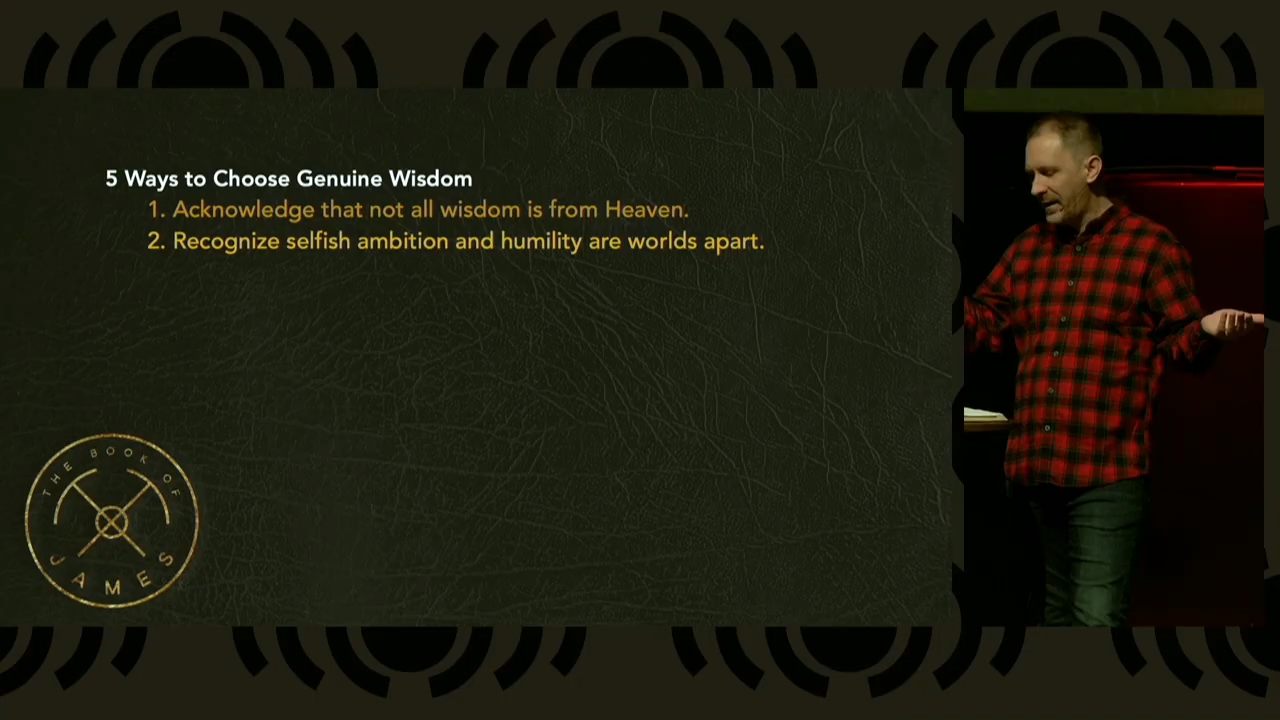 5 Ways to Choose Genuine Wisdom
1. Acknowledge that not all wisdom is from Heaven.
2. Recognize selfish ambition and humility are worlds apart.
THE BOOK OF
JAMES